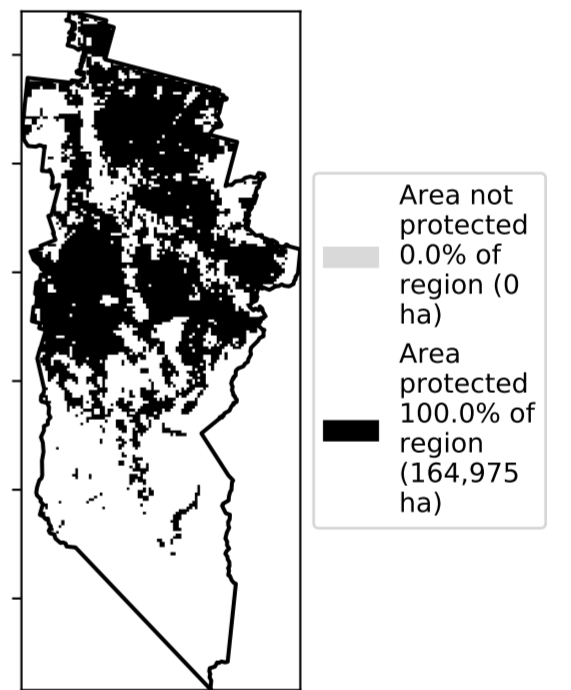 Area not
protected
0.0% of
region (0
ha)
Area
protected
100.0% of
region
(164,975
ha)